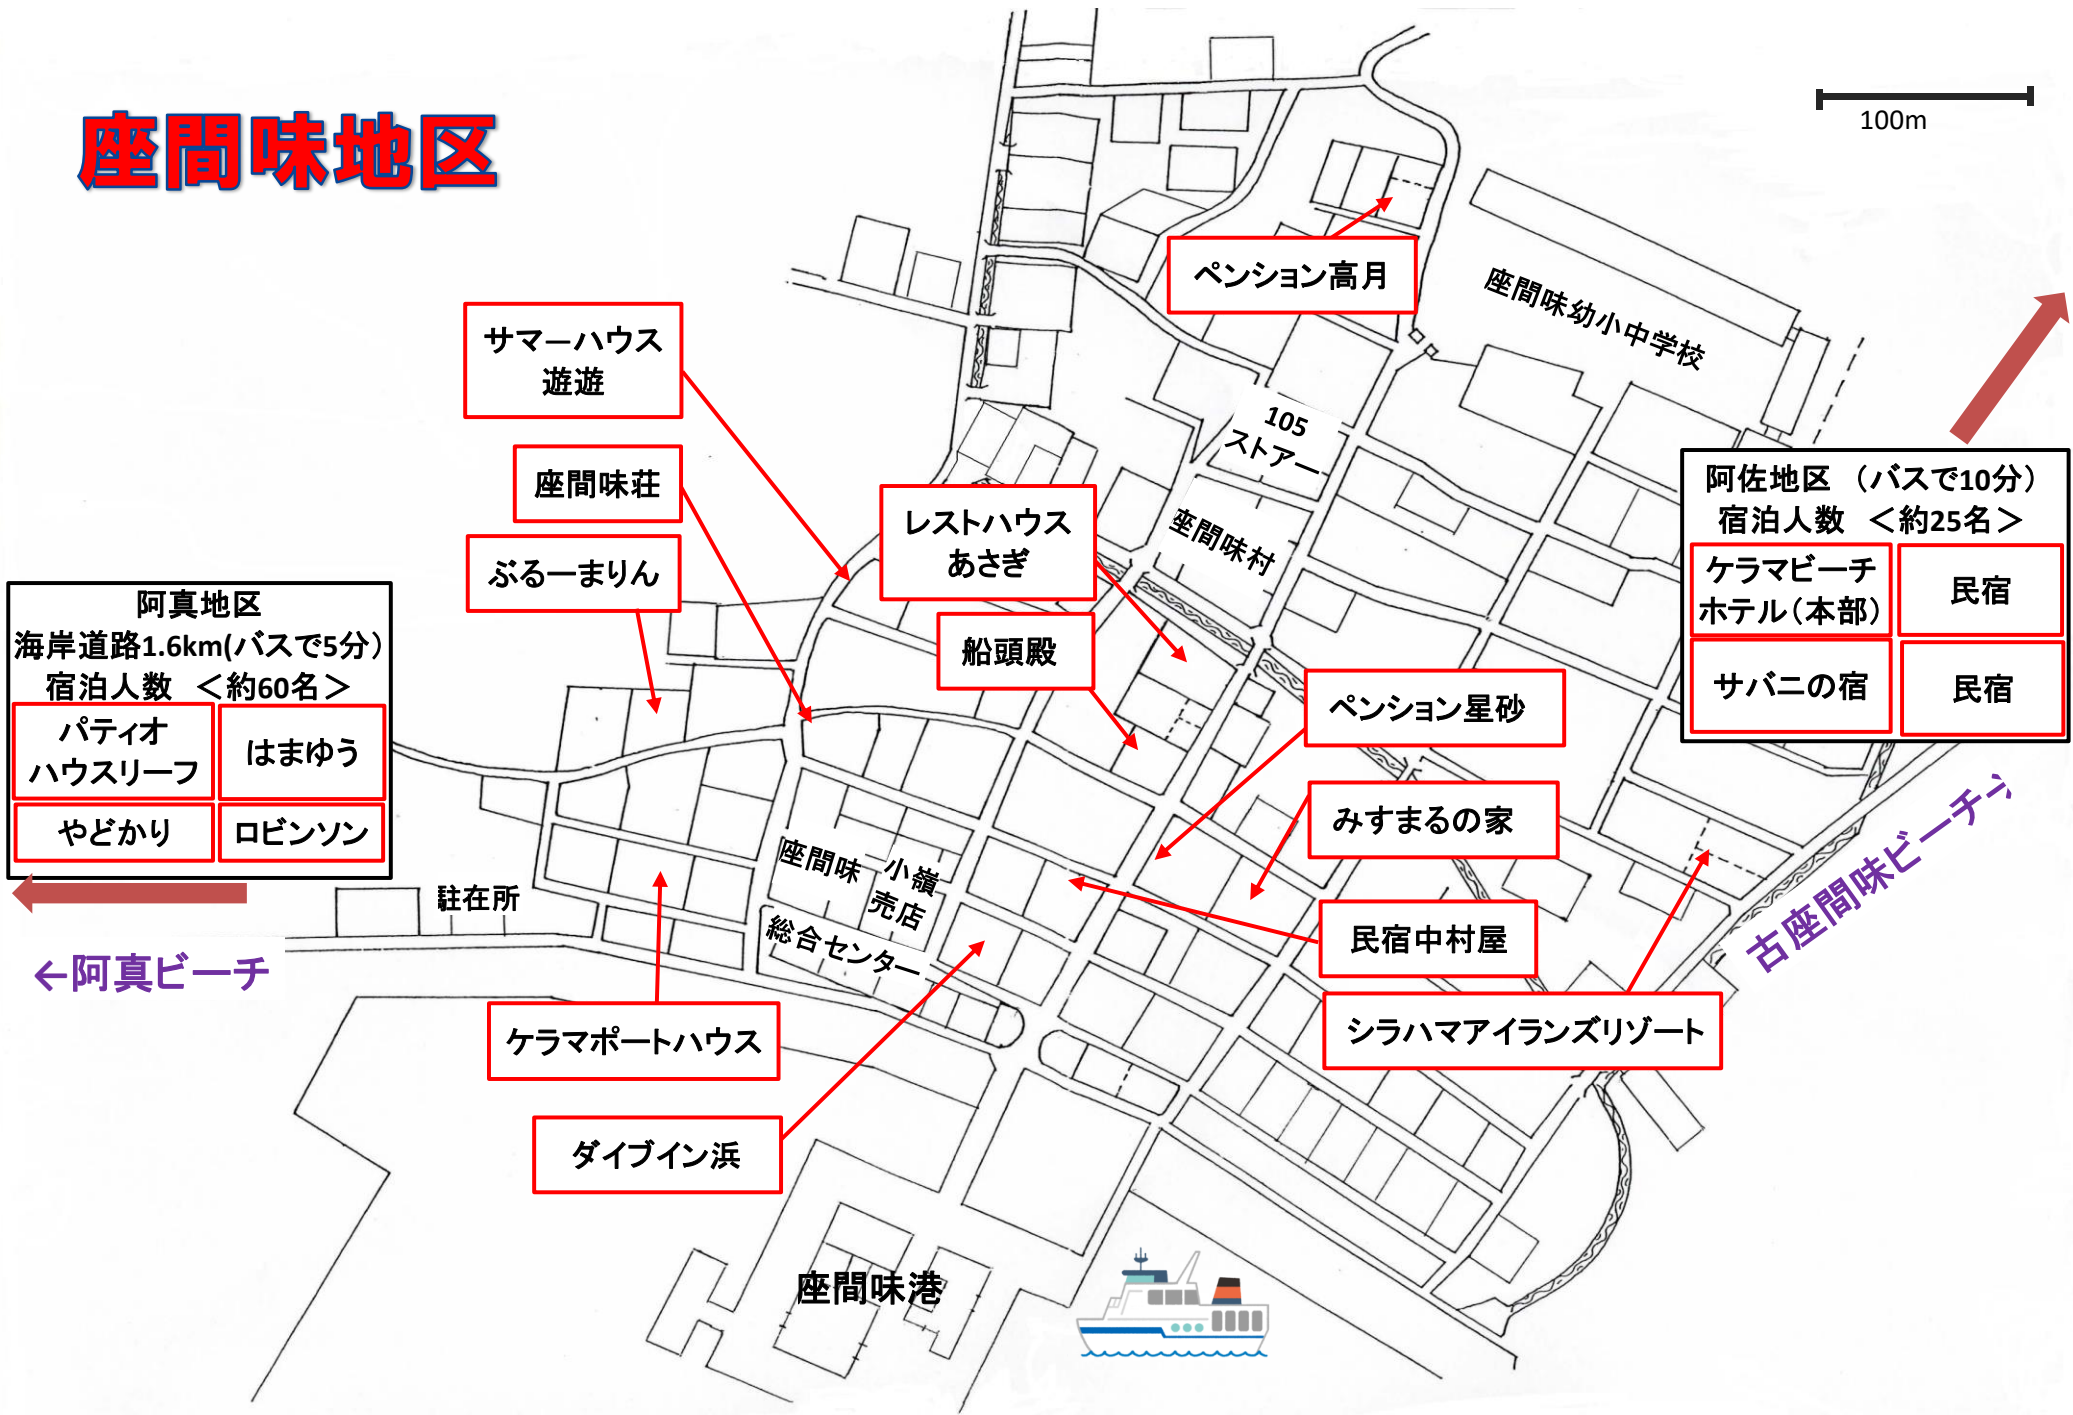 座間味地区
100m
ペンション高月
座間味幼小中学校
サマーハウス
遊遊
105
ストアー
座間味荘
レストハウス
あさぎ
座間味村
ぶるーまりん
船頭殿
阿佐地区 （バスで10分）
宿泊人数 ＜約25名＞
ケラマビーチ
ホテル（本部）
民宿
サバニの宿
民宿
阿真地区
海岸道路1.6km(バスで5分）
宿泊人数 ＜約60名＞
パティオ
ハウスリーフ
はまゆう
やどかり
ロビンソン
ペンション星砂
みすまるの家
座間味
小嶺
売店
総合センター
駐在所
民宿中村屋
古座間味ビーチ→
←阿真ビーチ
ケラマポートハウス
シラハマアイランズリゾート
ダイブイン浜
座間味港